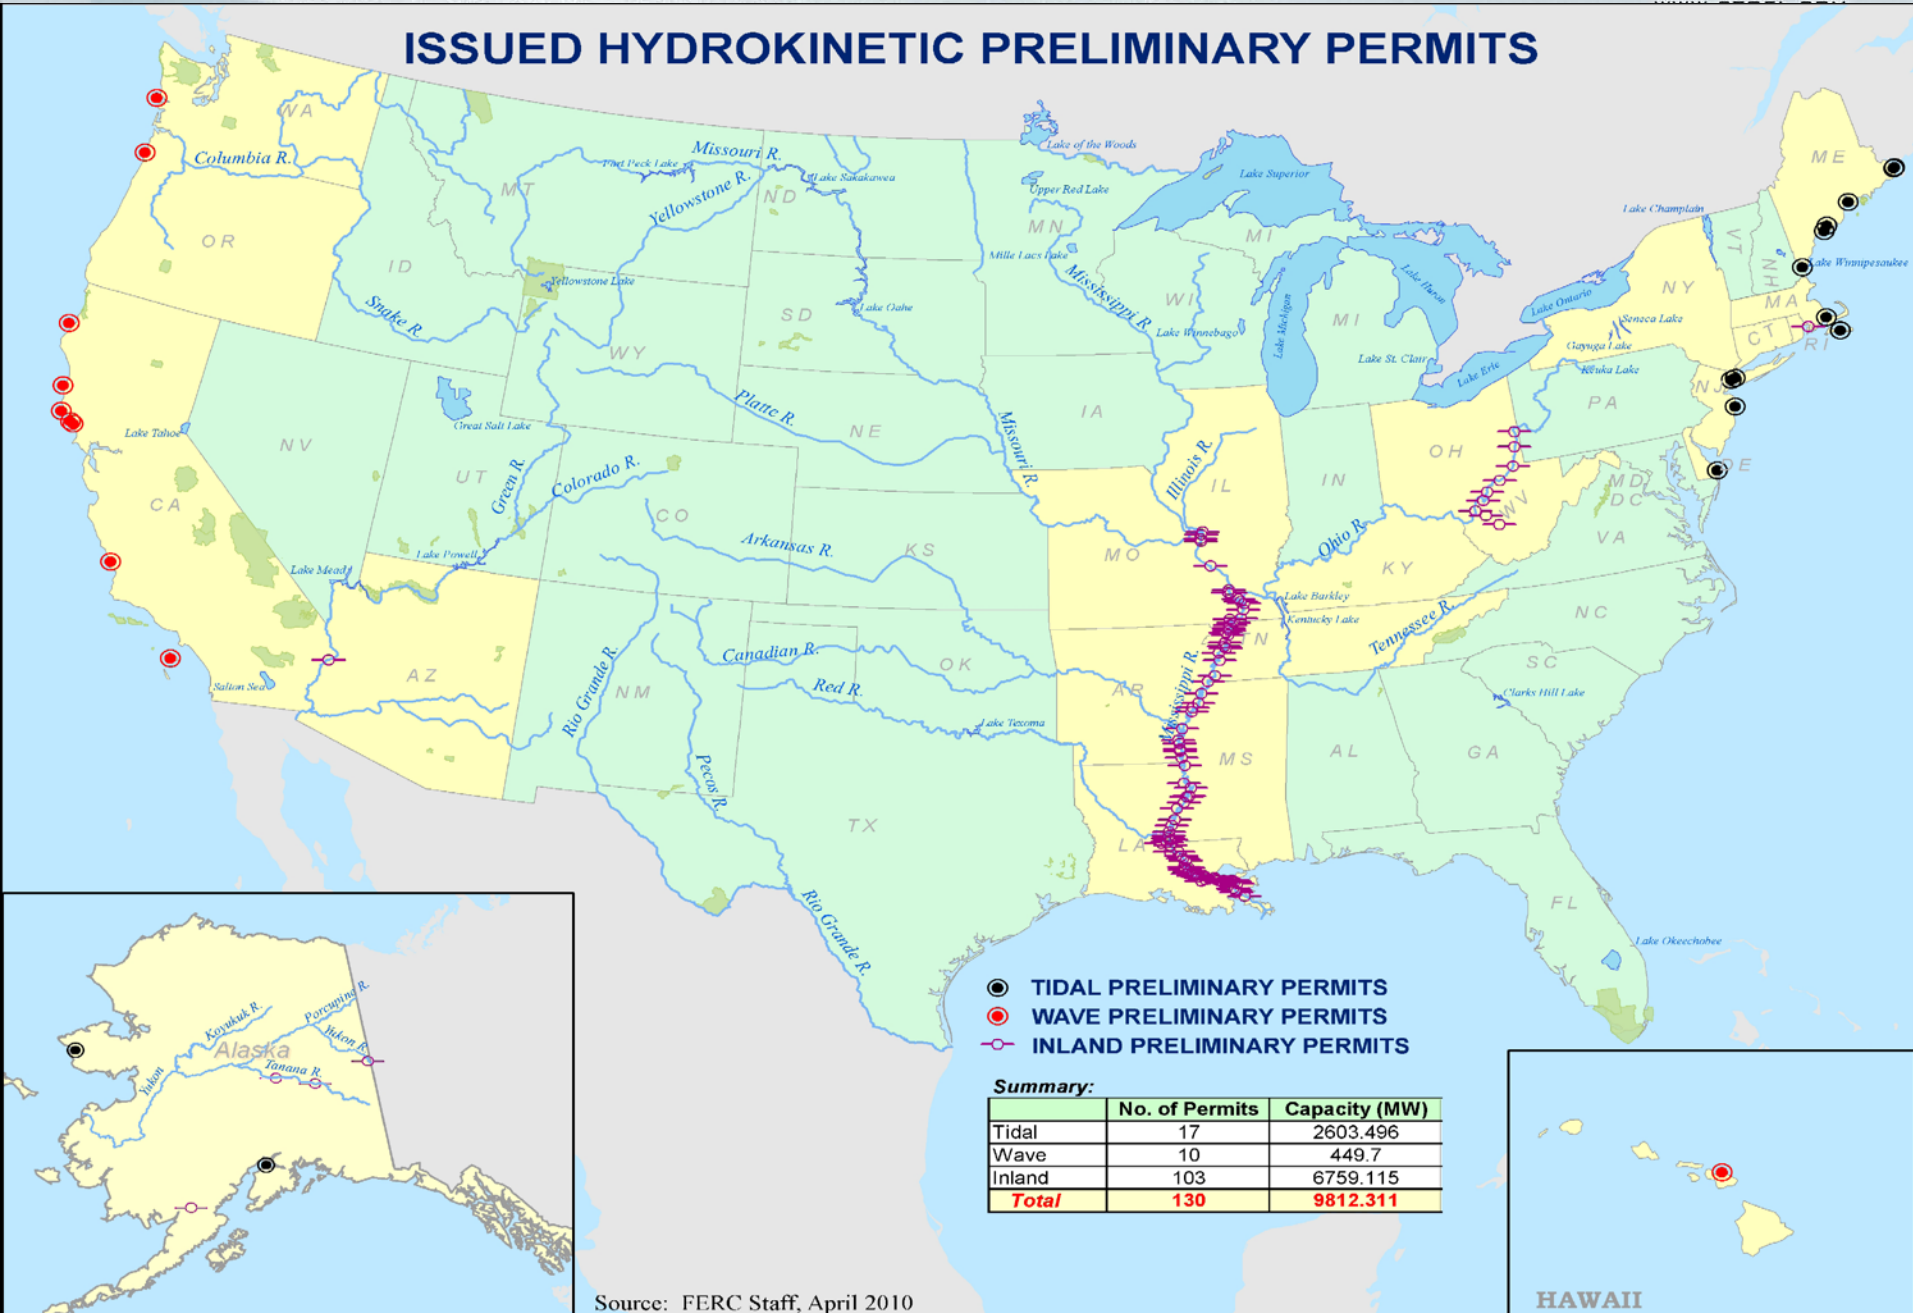 ISSUED HYDROKINETIC PRELIMINARY PERMITS
WA
Columbia R.
OR
MT
Fort Peck Lake
Missouri R.
Yellowstone R.
ND
Lake Sakakawea
Lake of the Woods
Upper Red Lake
MN
Mille Lacs Lake
Lake Superior
MI
Lake Champlain
ME
VT
NH
Lake Winnipesaukee
ID
Snake R.
Yellowstone Lake
WY
SD
Lake Oahe
Mississippi R.
WI
Lake Winnebago
Lake Michigan
MI
Lake Huron
Lake St. Clair
Lake Erie
Lake Ontario
NY
Seneca Lake
Cayuga Lake
Keuka Lake
MA
CT
RI
NJ
PA
Lake Tahoe
NV
Great Salt Lake
UT
Green R.
Colorado R.
Platte R.
NE
IA
Missouri R.
Illinois R.
IL
IN
OH
WV
MD
DC
DE
VA
CA
Lake Mead
Lake Powell
CO
Arkansas R.
KS
MO
Ohio R.
KY
Lake Barkley
Kentucky Lake
Tennessee R.
TN
NC
SC
Clarks Hill Lake
Salton Sea
AZ
NM
Rio Grande R.
Canadian R.
OK
Red R.
Lake Texoma
AR
Mississippi R.
MS
AL
GA
Pecos R.
TX
LA
FL
Lake Okeechobee
Rio Grande R.
Koyukuk R.
Porcupine R.
Yukon R.
Alaska
Tanana R.
Yukon
TIDAL PRELIMINARY PERMITS
WAVE PRELIMINARY PERMITS
INLAND PRELIMINARY PERMITS
Summary:
No. of Permits Capacity (MW)
Tidal 17 2603.496
Wave 10 449.7
Inland 103 6759.115
Total 130 9812.311
HAWAII
Source: FERC Staff, April 2010